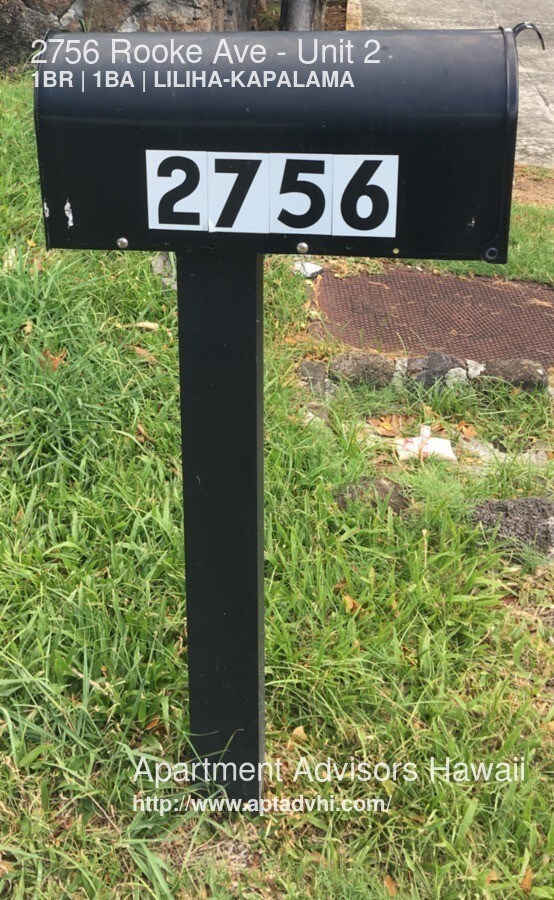 2756 Rooke Ave - Unit 2
1BR | 1BA | LILIHA-KAPALAMA
2756
Apartment Advisors Hawaii
http://www.aptadvhi.com/